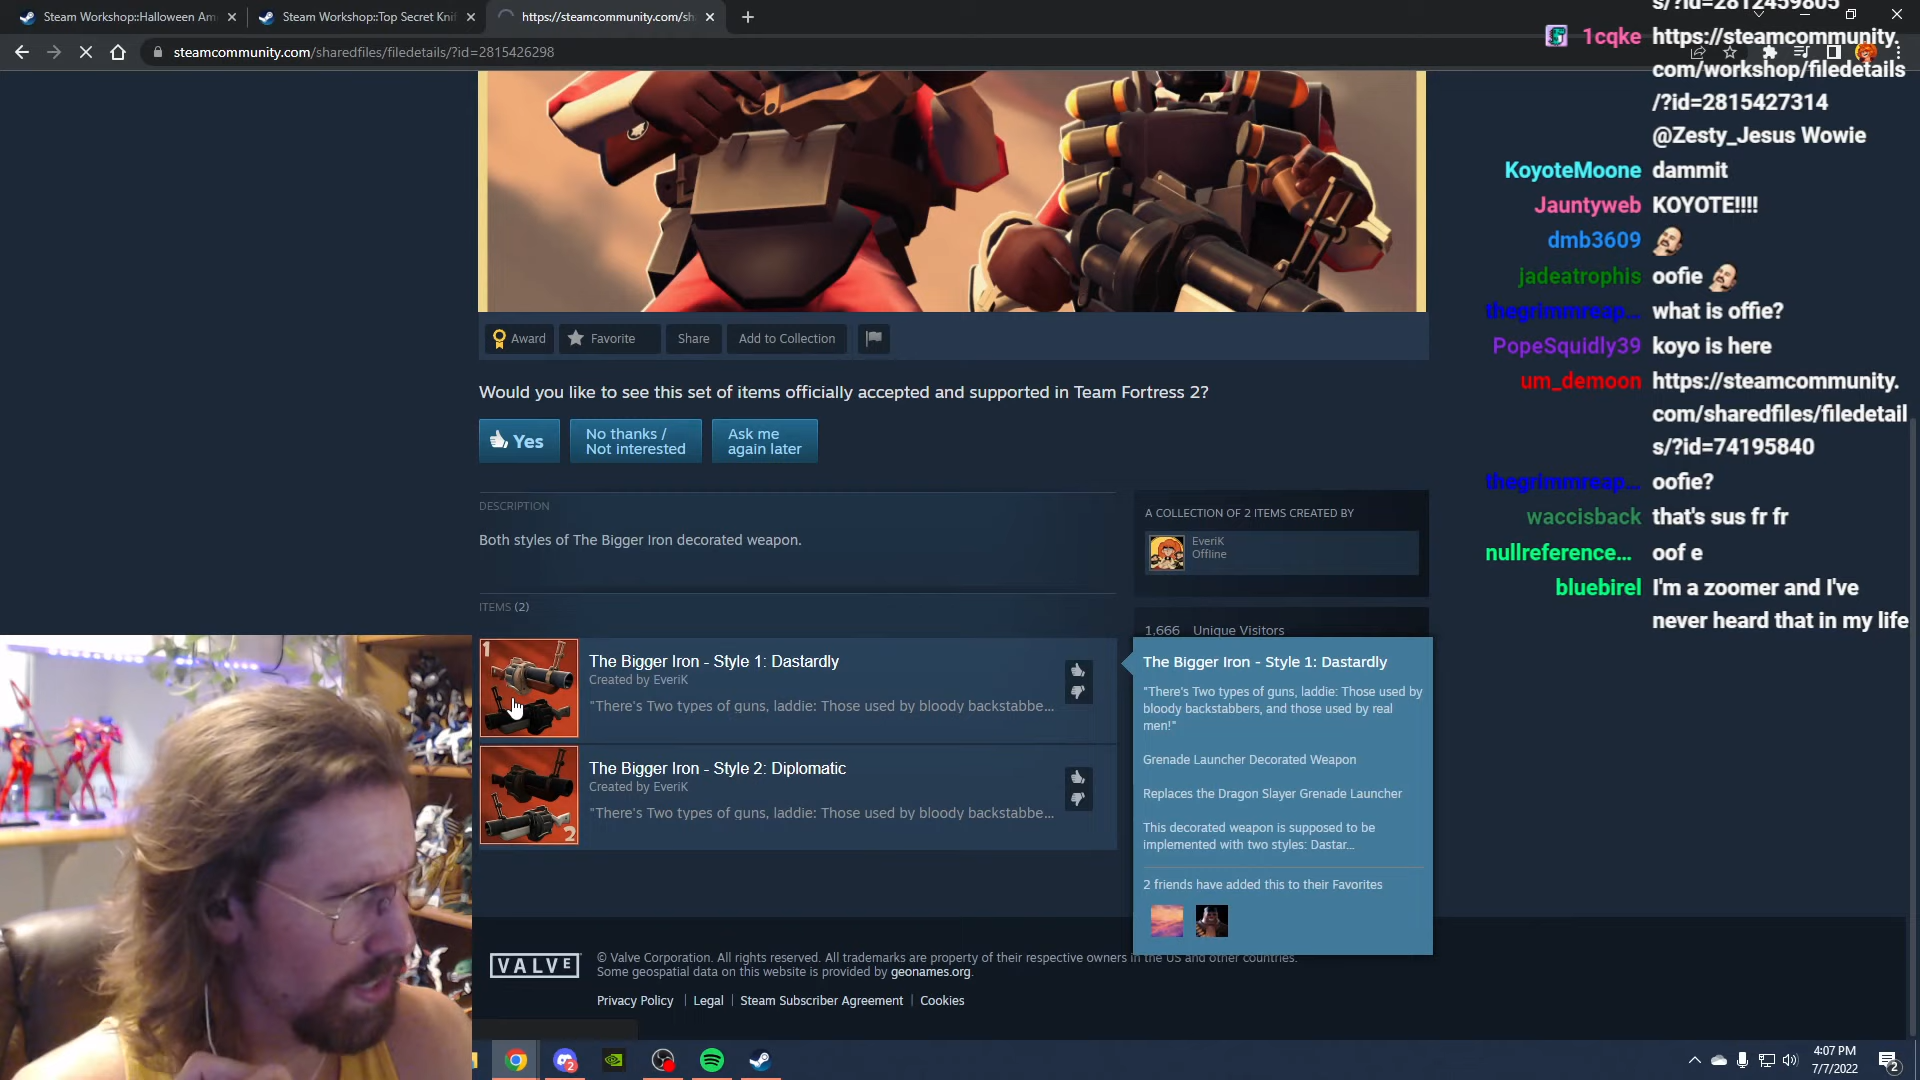 Steam Workshop::Halloween Am
Steam Workshop::Top Secret Knif
https://steamcommunity.com/sh
steamcommunity.com/sharedfiles/filedetails/?id=2815426298
Award
Favorite
Share
Add to Collection
Would you like to see this set of items officially accepted and supported in Team Fortress 2?
Yes
No thanks /
Not interested
Ask me
again later
DESCRIPTION
Both styles of The Bigger Iron decorated weapon.
A COLLECTION OF 2 ITEMS CREATED BY
EveriK
Offline
1,666 Unique Visitors
ITEMS (2)
1
The Bigger Iron - Style 1: Dastardly
Created by EveriK
"There's Two types of guns, laddie: Those used by bloody backstabbe...
2
The Bigger Iron - Style 2: Diplomatic
Created by EveriK
"There's Two types of guns, laddie: Those used by bloody backstabbe...
The Bigger Iron - Style 1: Dastardly
"There's Two types of guns, laddie: Those used by
bloody backstabbers, and those used by real
men!"
Grenade Launcher Decorated Weapon
Replaces the Dragon Slayer Grenade Launcher
This decorated weapon is supposed to be
implemented with two styles: Dastar...
2 friends have added this to their Favorites
VALVE
© Valve Corporation. All rights reserved. All trademarks are property of their respective owners in the US and other countries.
Some geospatial data on this website is provided by geonames.org.
Privacy Policy | Legal | Steam Subscriber Agreement | Cookies
s/?id=2812459805
1cqke https://steamcommunity.
com/workshop/filedetails
/?id=2815427314
@Zesty_Jesus Wowie
KoyoteMoone dammit
Jauntyweb KOYOTE!!!!
dmb3609
jadeatrophis oofie
thegrimmreap... what is offie?
PopeSquidly39 koyo is here
um_demoon https://steamcommunity.
com/sharedfiles/filedetail
s/?id=74195840
thegrimmreap... oofie?
waccisback that's sus fr fr
nullreference... oof e
bluebirel I'm a zoomer and I've
never heard that in my life
2
4:07 PM
7/7/2022
2